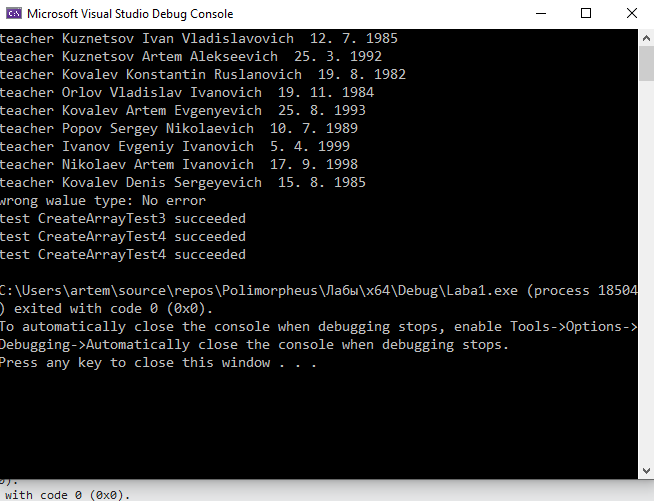 Microsoft Visual Studio Debug Console
teacher Kuznetsov Ivan Vladislavovich  12. 7. 1985
teacher Kuznetsov Artem Alekseevich  25. 3. 1992
teacher Kovalev Konstantin Ruslanovich  19. 8. 1982
teacher Orlov Vladislav Ivanovich  19. 11. 1984
teacher Kovalev Artem Evgenyevich  25. 8. 1993
teacher Popov Sergey Nikolaevich  10. 7. 1989
teacher Ivanov Evgeniy Ivanovich  5. 4. 1999
teacher Nikolaev Artem Ivanovich  17. 9. 1998
teacher Kovalev Denis Sergeyevich  15. 8. 1985
wrong walue type: No error
test CreateArrayTest3 succeeded
test CreateArrayTest4 succeeded
test CreateArrayTest4 succeeded
C:\Users\artem\source\repos\Polimorpheus\Лабы\x64\Debug\Laba1.exe (process 18504
) exited with code 0 (0x0).
To automatically close the console when debugging stops, enable Tools->Options->
Debugging->Automatically close the console when debugging stops.
Press any key to close this window . . .
with code 0 (0x0).